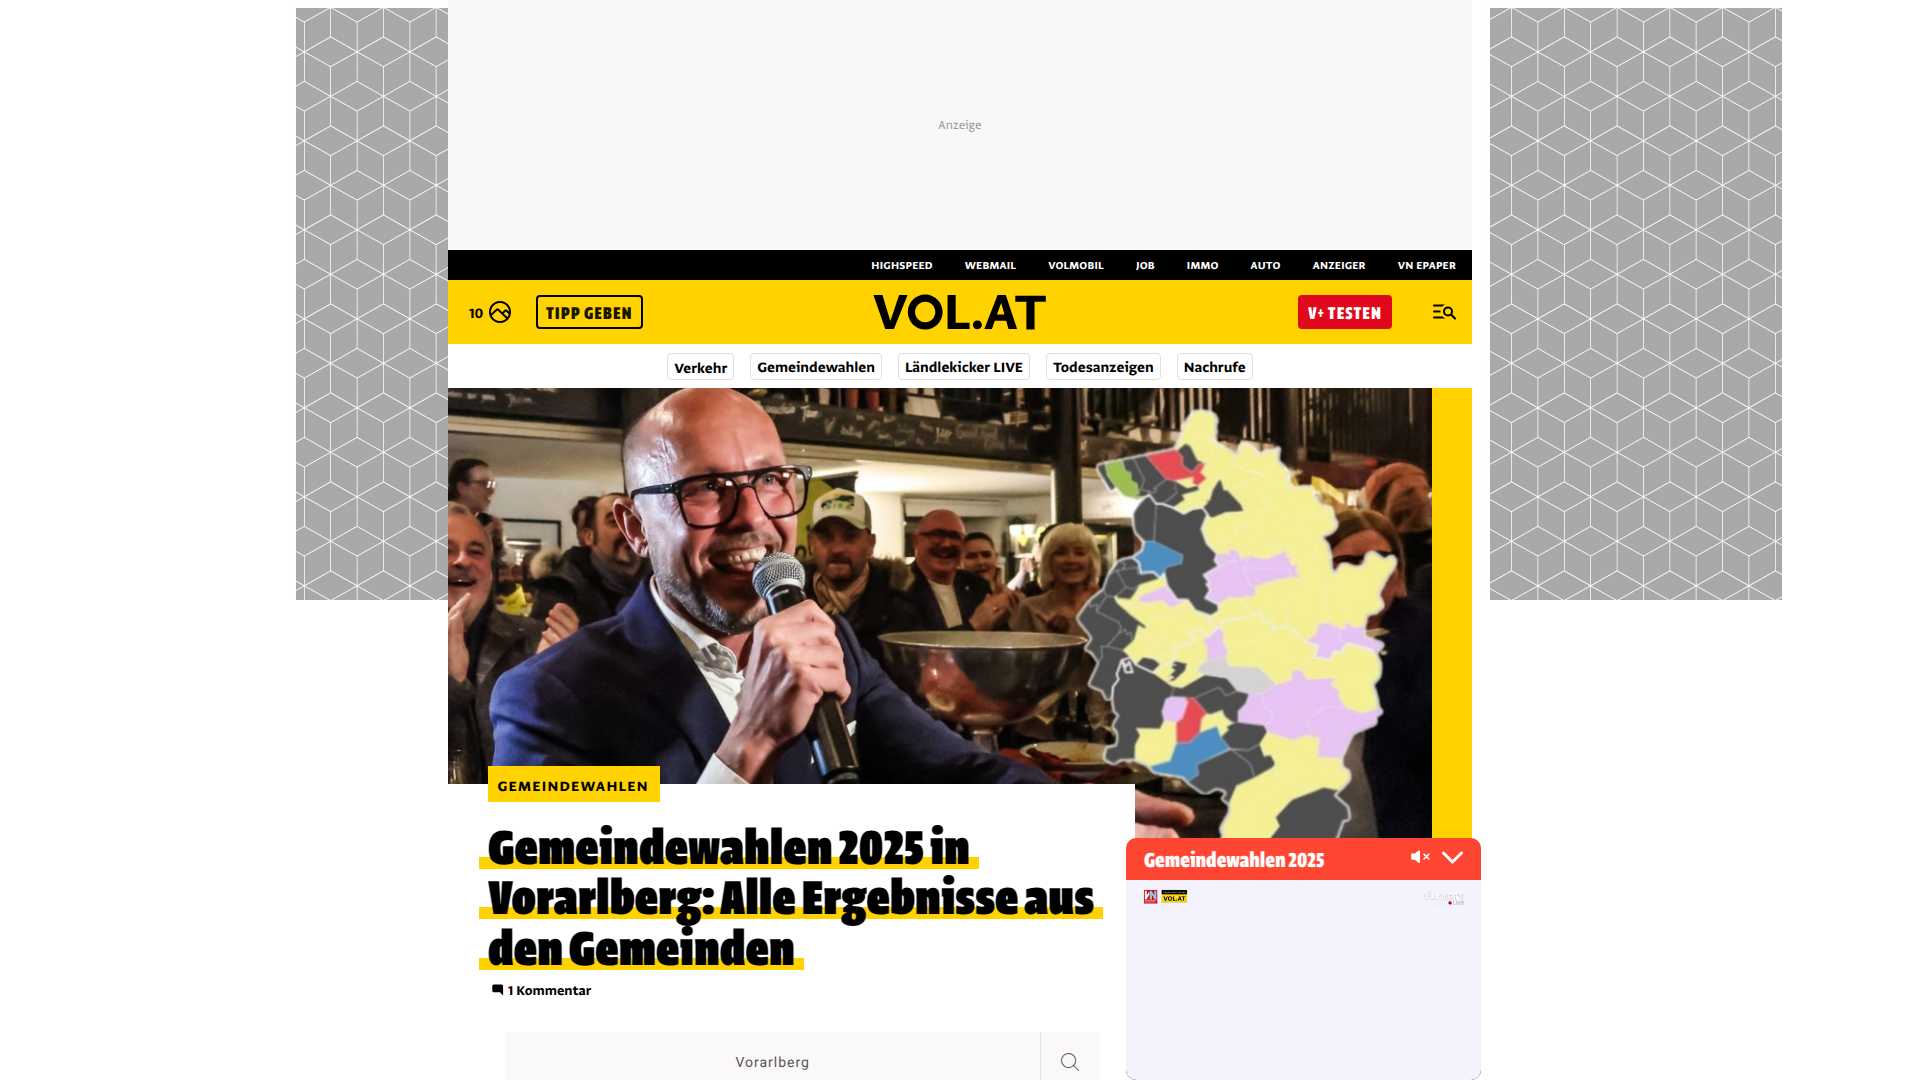 Anzeige
HIGHSPEED WEBMAIL VOLMOBIL JOB IMMO AUTO ANZEIGER VN EPAPER
10 TIPP GEBEN VOL.AT V+ TESTEN
Verkehr Gemeindewahlen Ländlekicker LIVE Todesanzeigen Nachrufe
GEMEINDEWAHLEN
Gemeindewahlen 2025 in
Vorarlberg: Alle Ergebnisse aus
den Gemeinden
1 Kommentar
Vorarlberg
Gemeindewahlen 2025
VOL.AT
LIVE